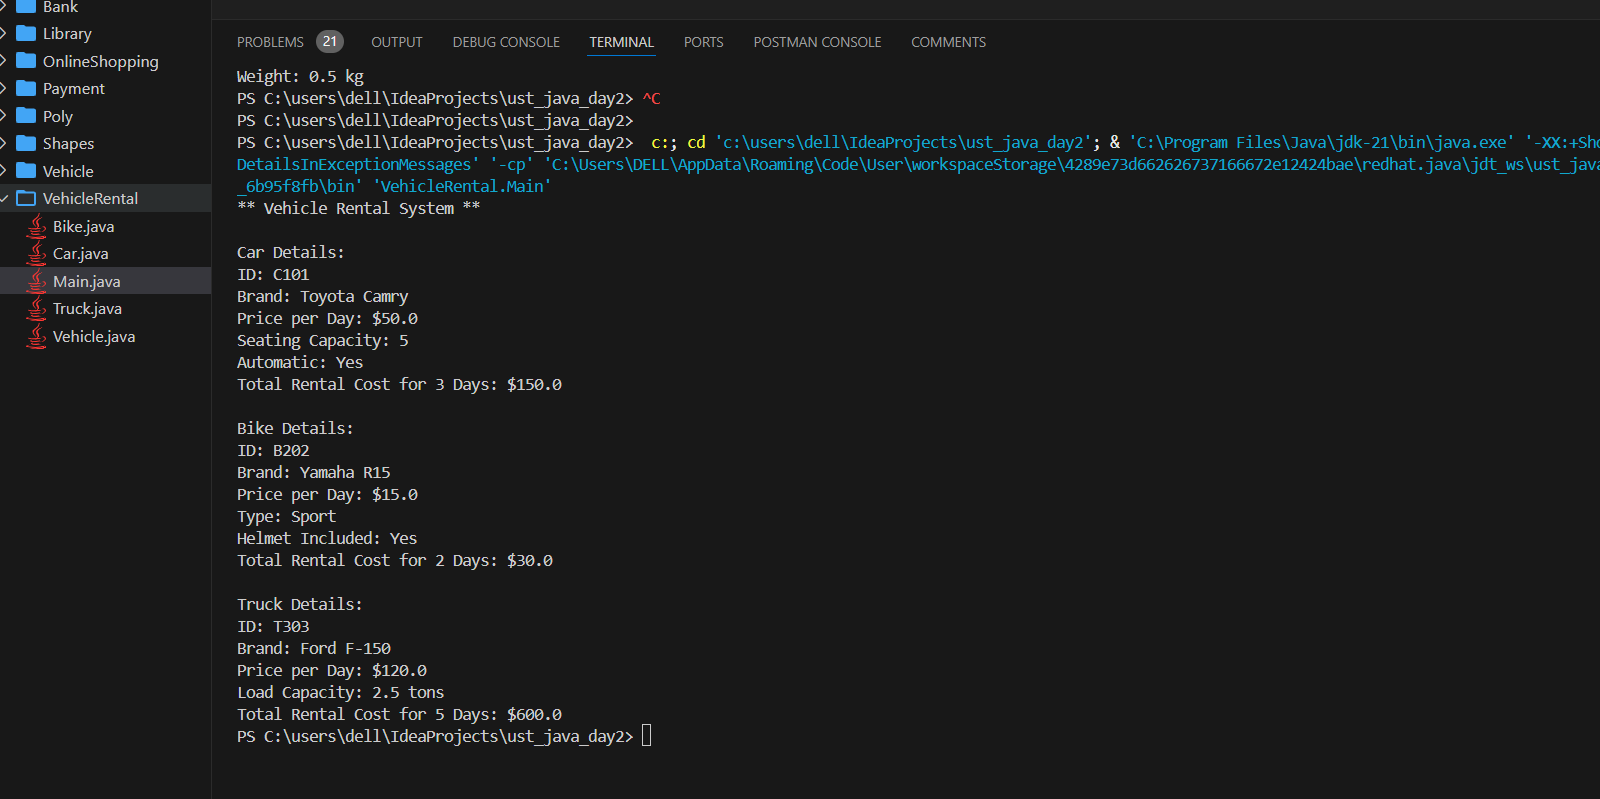 Bank
Library
OnlineShopping
Payment
Poly
Shapes
Vehicle
VehicleRental
Bike.java
Car.java
Main.java
Truck.java
Vehicle.java
PROBLEMS 21 OUTPUT DEBUG CONSOLE TERMINAL PORTS POSTMAN CONSOLE COMMENTS
Weight: 0.5 kg
PS C:\users\dell\IdeaProjects\ust_java_day2> ^C
PS C:\users\dell\IdeaProjects\ust_java_day2>
PS C:\users\dell\IdeaProjects\ust_java_day2>  c:; cd 'c:\users\dell\IdeaProjects\ust_java_day2'; & 'C:\Program Files\Java\jdk-21\bin\java.exe' '-XX:+Sho
DetailsInExceptionMessages' '-cp' 'C:\Users\DELL\AppData\Roaming\Code\User\workspaceStorage\4289e73d662626737166672e12424bae\redhat.java\jdt_ws\ust_java
_6b95f8fb\bin' 'VehicleRental.Main'
** Vehicle Rental System **
Car Details:
ID: C101
Brand: Toyota Camry
Price per Day: $50.0
Seating Capacity: 5
Automatic: Yes
Total Rental Cost for 3 Days: $150.0
Bike Details:
ID: B202
Brand: Yamaha R15
Price per Day: $15.0
Type: Sport
Helmet Included: Yes
Total Rental Cost for 2 Days: $30.0
Truck Details:
ID: T303
Brand: Ford F-150
Price per Day: $120.0
Load Capacity: 2.5 tons
Total Rental Cost for 5 Days: $600.0
PS C:\users\dell\IdeaProjects\ust_java_day2>